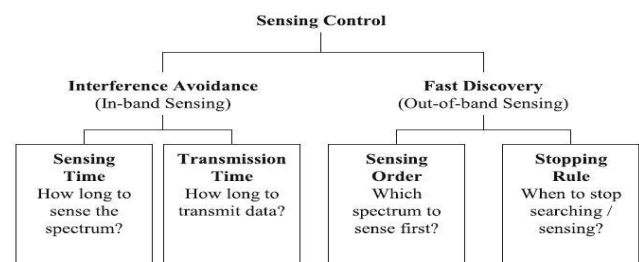 Sensing Control
Interference Avoidance
(In-band Sensing)
Fast Discovery
(Out-of-band Sensing)
Sensing
Time
How long to
sense the
spectrum?
Transmission
Time
How long to
transmit data?
Sensing
Order
Which
spectrum to
sense first?
Stopping
Rule
When to stop
searching /
sensing?